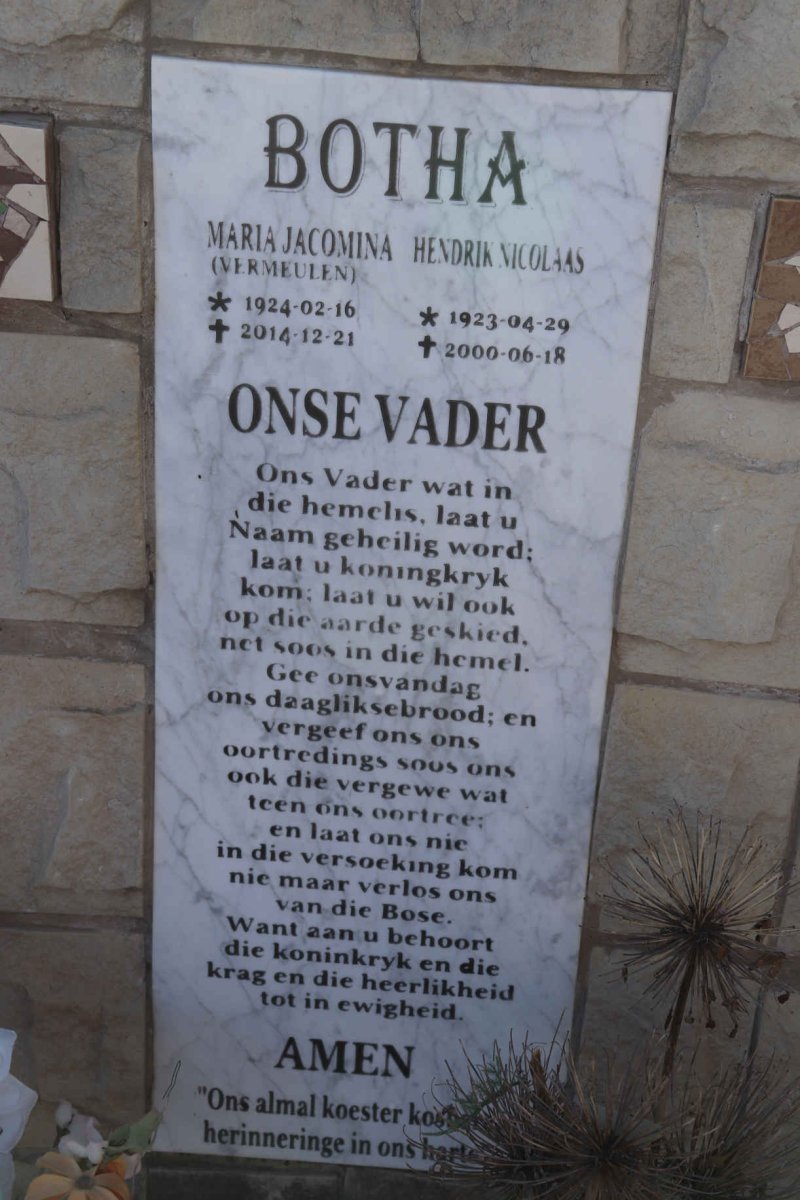 BOTHA
MARIA JACOMINA HENDRIK NICOLAAS
(VERMEULEN)
* 1924-02-16 * 1923-04-29
✝ 2014-12-21 ✝ 2000-06-18
ONSE VADER
Ons Vader wat in
die hemelis, laat u
Naam geheilig word;
laat u koningkryk
kom; laat u wil ook
op die aarde geskied,
net soos in die hemel.
Gee onsvandag
ons daagliksebrood; en
vergeef ons ons
oortredings soos ons
ook die vergewe wat
teen ons oortree;
en laat ons nie
in die versoeking kom
nie maar verlos ons
van die Bose.
Want aan u behoort
die koninkryk en die
krag en die heerlikheid
tot in ewigheid.
AMEN
"Ons almal koester
herinneringe in ons